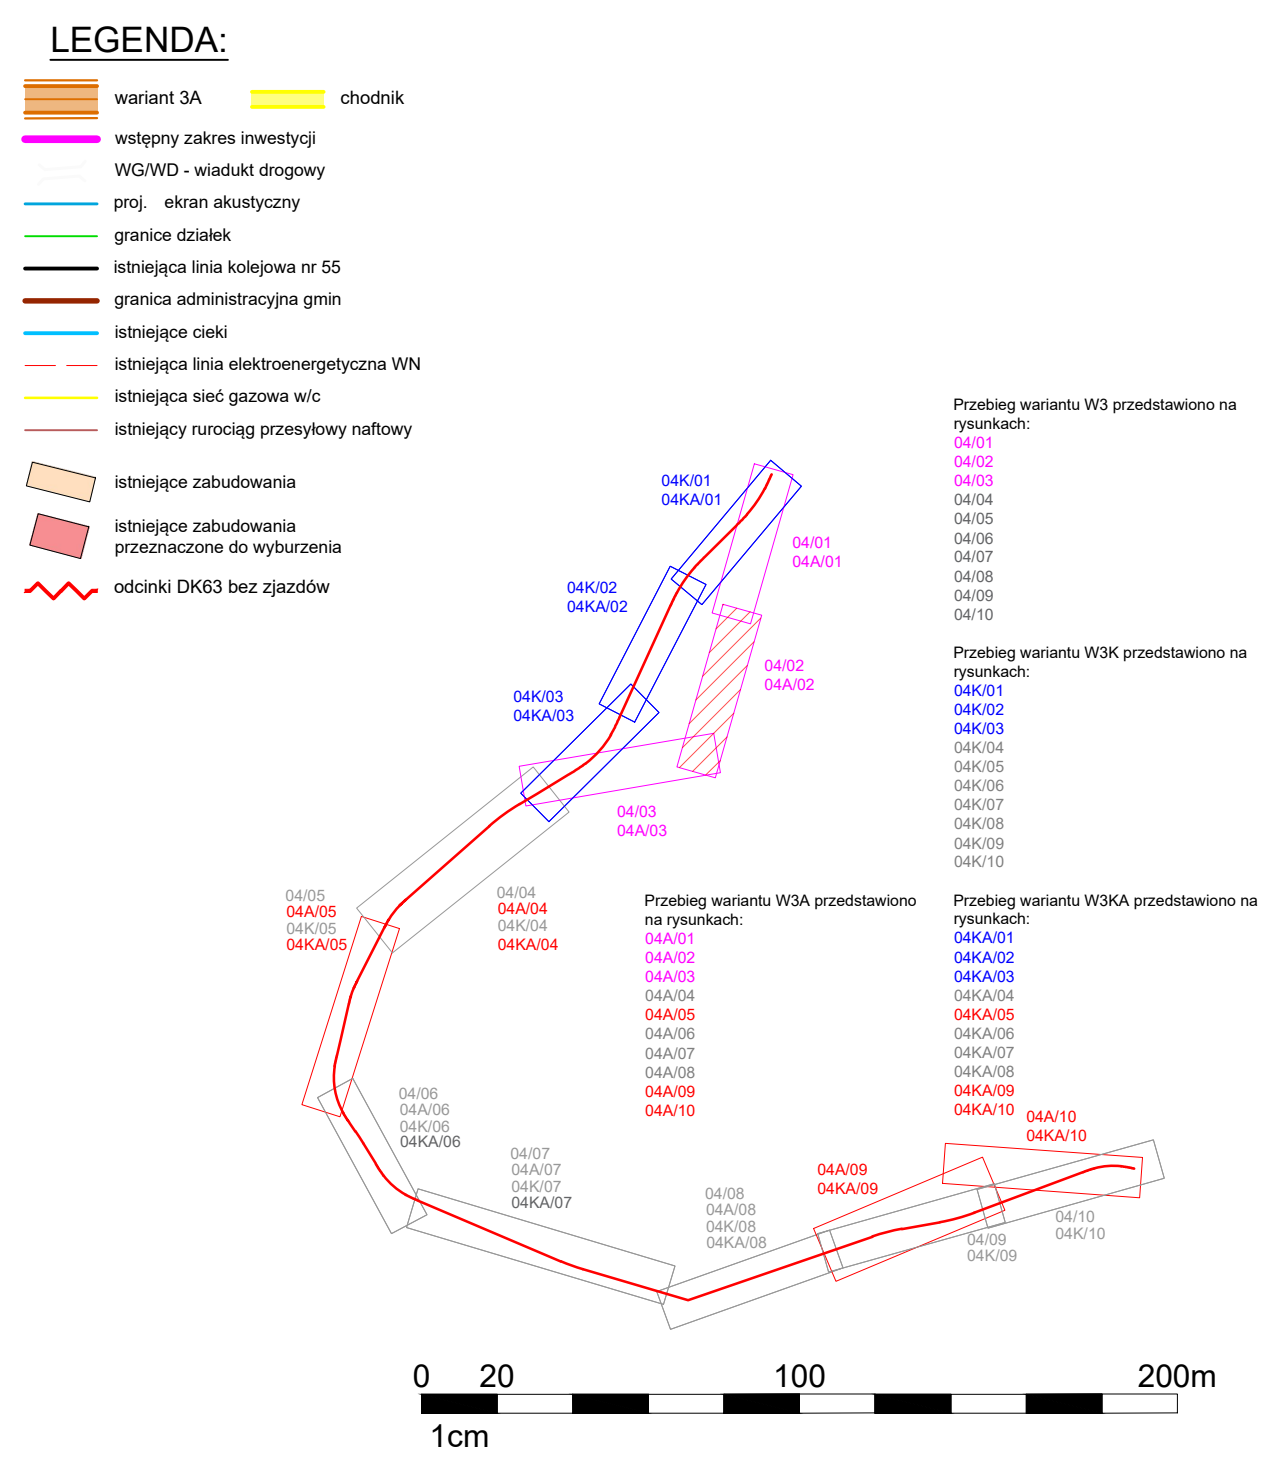 LEGENDA:
wariant 3A
chodnik
wstępny zakres inwestycji
WG/WD - wiadukt drogowy
proj. ekran akustyczny
granice działek
istniejąca linia kolejowa nr 55
granica administracyjna gmin
istniejące cieki
istniejąca linia elektroenergetyczna WN
istniejąca sieć gazowa w/c
istniejący rurociąg przesyłowy naftowy
istniejące zabudowania
istniejące zabudowania
przeznaczone do wyburzenia
odcinki DK63 bez zjazdów
04K/01
04KA/01
04/01
04A/01
04K/02
04KA/02
04/02
04A/02
04K/03
04KA/03
04/03
04A/03
04/04
04A/04
04K/04
04KA/04
04/05
04A/05
04K/05
04KA/05
04/06
04A/06
04K/06
04KA/06
04/07
04A/07
04K/07
04KA/07
04/08
04A/08
04K/08
04KA/08
04A/09
04KA/09
04/09
04K/09
04A/10
04KA/10
04/10
04K/10
Przebieg wariantu W3 przedstawiono na
rysunkach:
04/01
04/02
04/03
04/04
04/05
04/06
04/07
04/08
04/09
04/10
Przebieg wariantu W3K przedstawiono na
rysunkach:
04K/01
04K/02
04K/03
04K/04
04K/05
04K/06
04K/07
04K/08
04K/09
04K/10
Przebieg wariantu W3A przedstawiono
na rysunkach:
04A/01
04A/02
04A/03
04A/04
04A/05
04A/06
04A/07
04A/08
04A/09
04A/10
Przebieg wariantu W3KA przedstawiono na
rysunkach:
04KA/01
04KA/02
04KA/03
04KA/04
04KA/05
04KA/06
04KA/07
04KA/08
04KA/09
04KA/10
0 20 100 200m
1cm